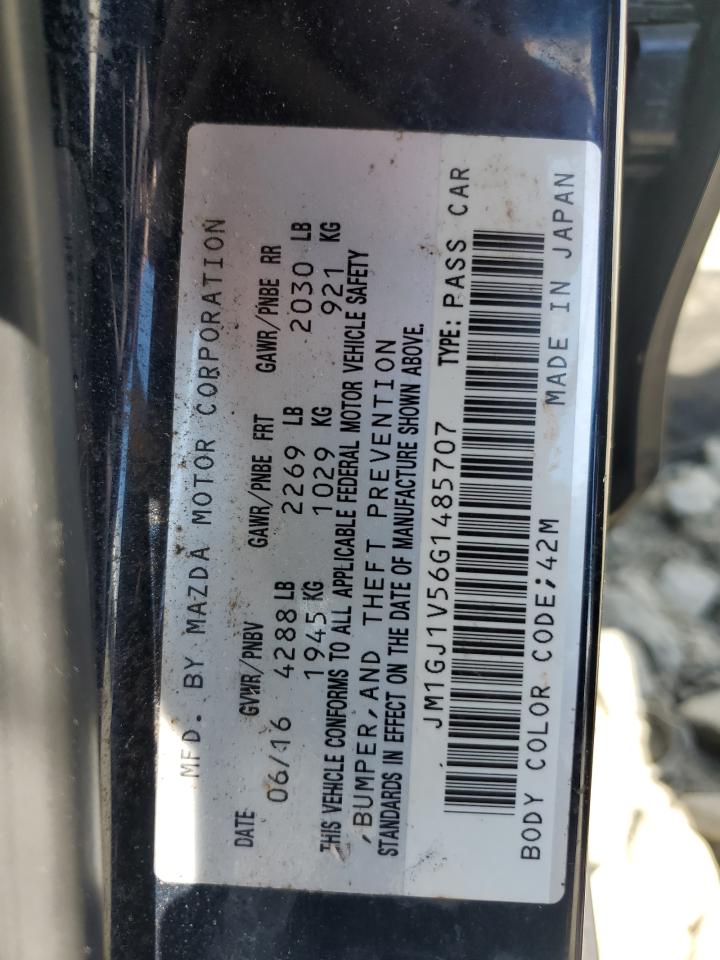 MFD. BY MAZDA MOTOR CORPORATION
DATE GVWR/PNBV GAWR/PNBE FRT GAWR/PNBE RR
06/16 4288 LB 2269 LB 2030 LB
1945 KG 1029 KG 921 KG
THIS VEHICLE CONFORMS TO ALL APPLICABLE FEDERAL MOTOR VEHICLE SAFETY
,BUMPER,AND THEFT PREVENTION
STANDARDS IN EFFECT ON THE DATE OF MANUFACTURE SHOWN ABOVE.
JM1GJ1V56G1485707 TYPE: PASS CAR
BODY COLOR CODE;42M MADE IN JAPAN